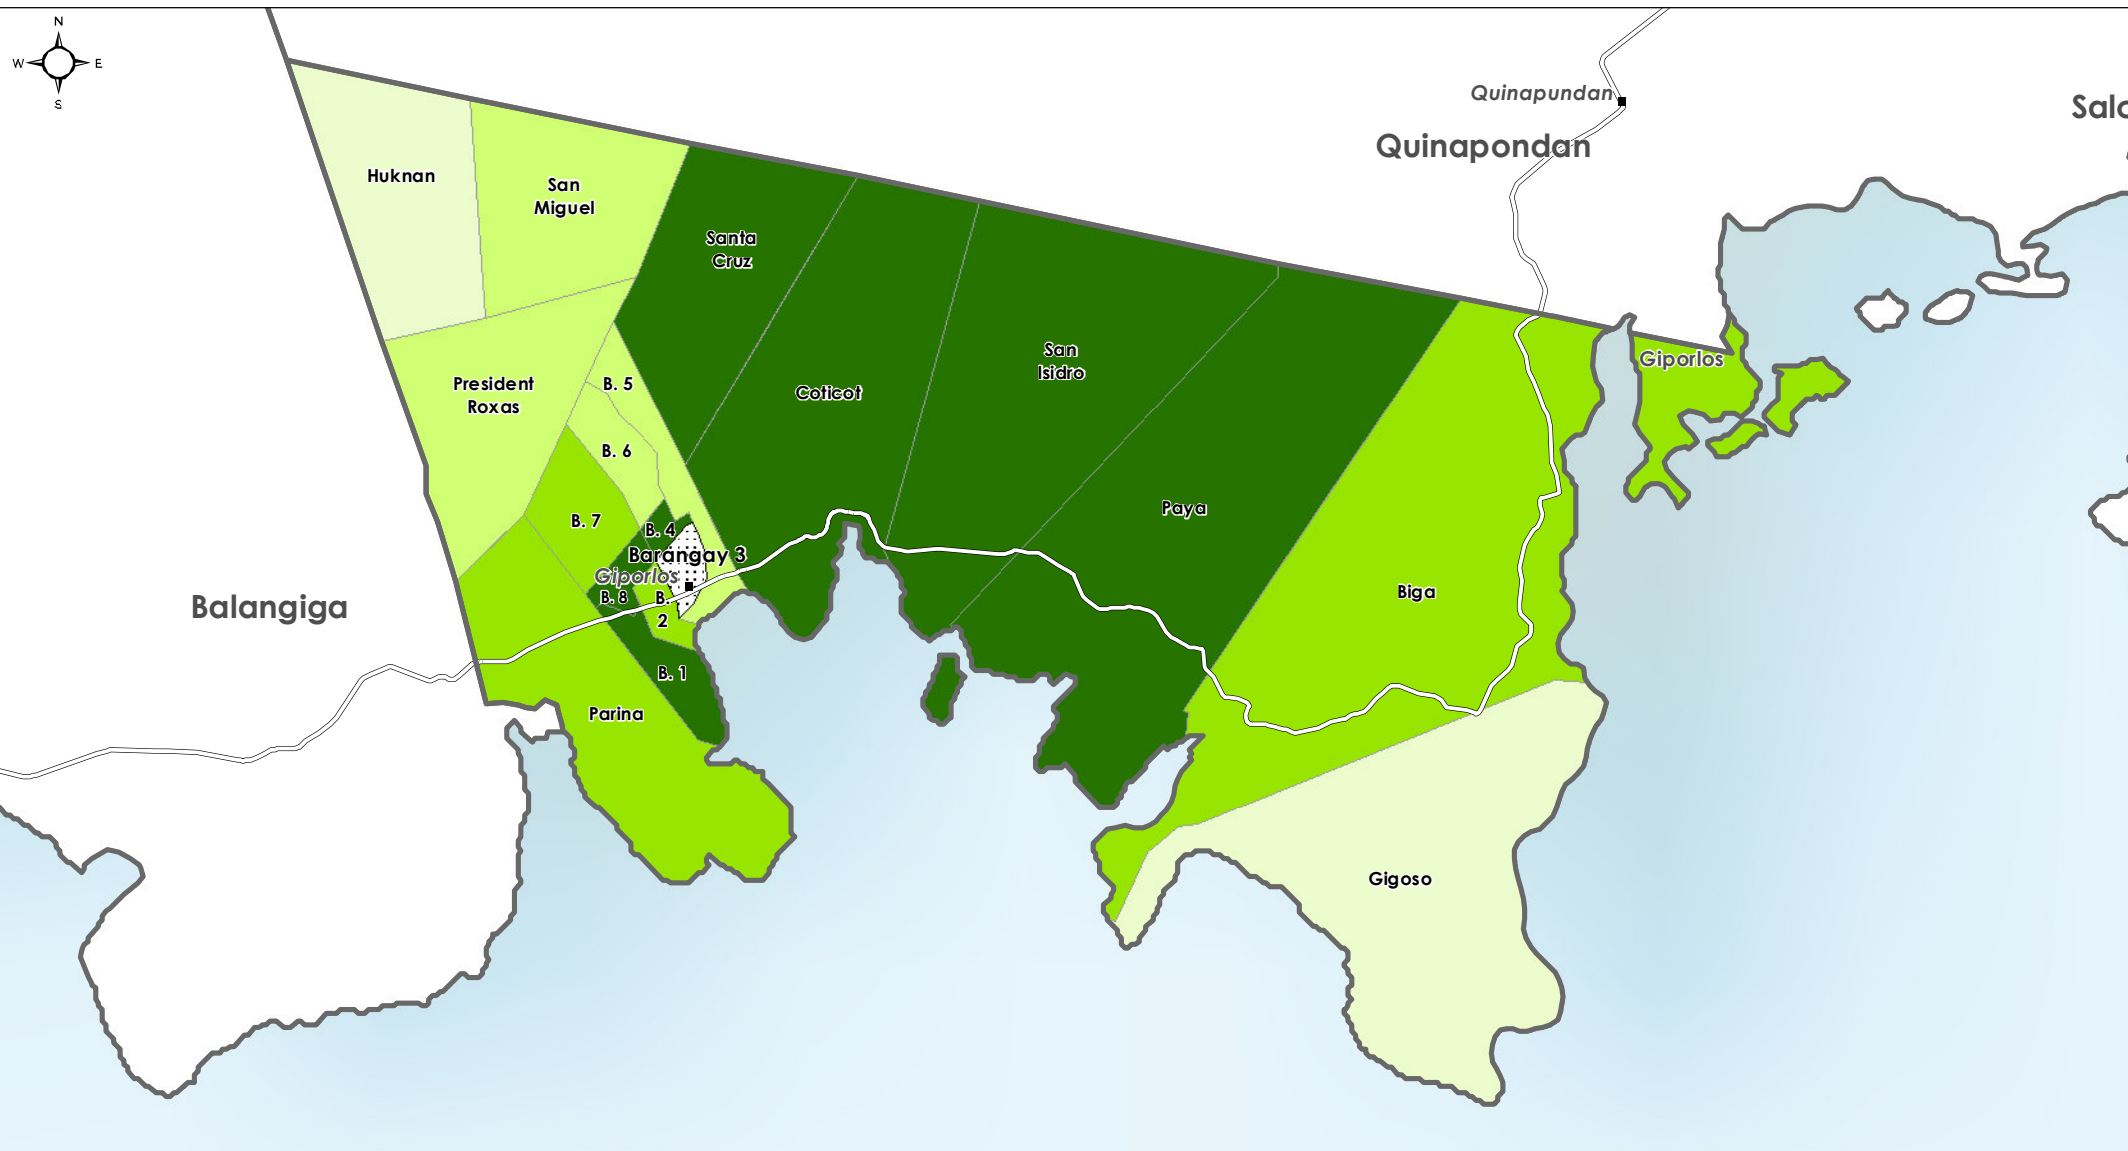 N
W E
S
Quinapundan
Salc
Quinapondan
Huknan
San
Miguel
Santa
Cruz
Giporlos
San
Isidro
President
Roxas
B. 5
Coticot
B. 6
Paya
B. 7
B. 4
Barangay 3
Giporlos
B. 8
B.
2
Biga
Balangiga
B. 1
Parina
Gigoso